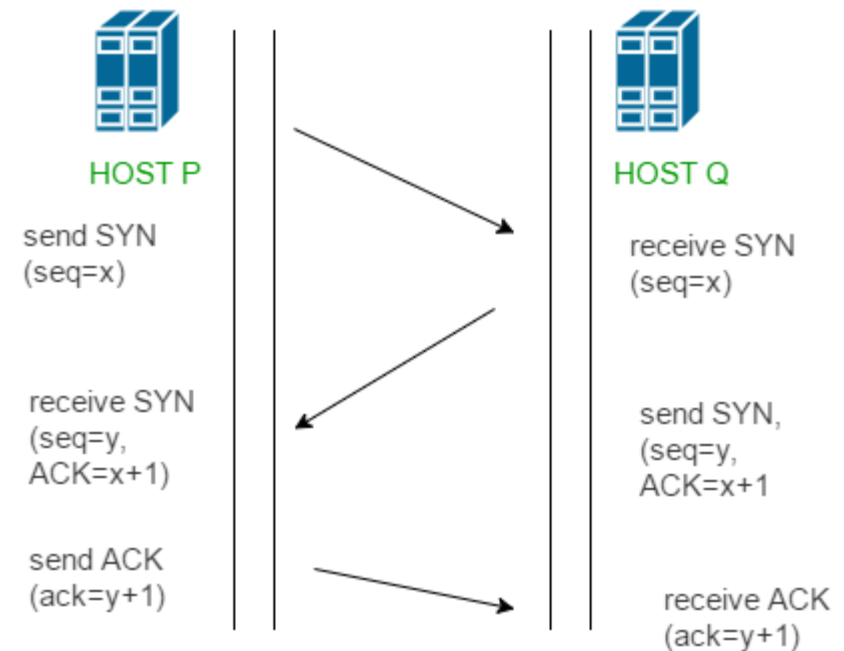 HOST P
HOST Q
send SYN
(seq=x)
receive SYN
(seq=x)
receive SYN
(seq=y,
ACK=x+1)
send SYN,
(seq=y,
ACK=x+1
send ACK
(ack=y+1)
receive ACK
(ack=y+1)